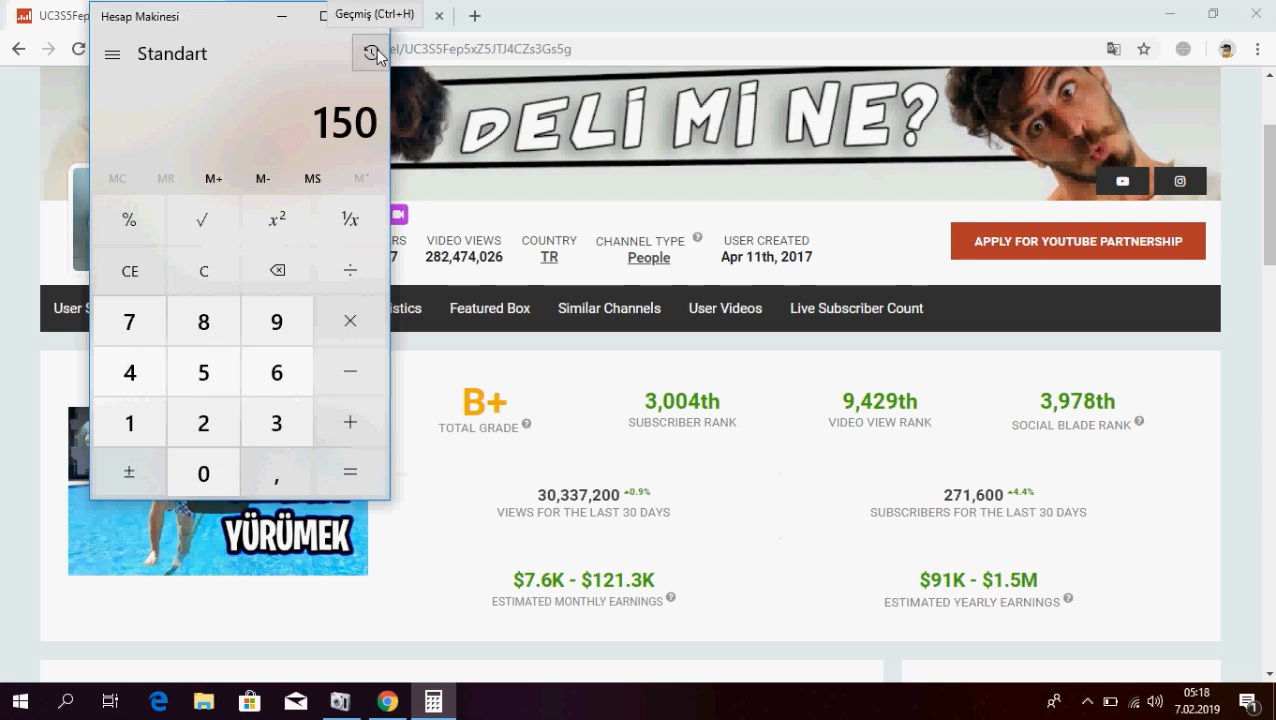 UC3S5Fep
Hesap Makinesi
Geçmiş (Ctrl+H)
Standart
el/UC3S5Fep5xZ5JTJ4CZs3Gs5g
150
DELİ Mİ NE?
MC MR M+ M- MS
% √ x² ¹/x
CE C ÷
7 8 9 ×
4 5 6 −
1 2 3 +
± 0 , =
RS
7
VIDEO VIEWS
282,474,026
COUNTRY
TR
CHANNEL TYPE
People
USER CREATED
Apr 11th, 2017
APPLY FOR YOUTUBE PARTNERSHIP
User S
istics
Featured Box
Similar Channels
User Videos
Live Subscriber Count
B+
TOTAL GRADE
3,004th
SUBSCRIBER RANK
9,429th
VIDEO VIEW RANK
3,978th
SOCIAL BLADE RANK
30,337,200 0.9%
VIEWS FOR THE LAST 30 DAYS
271,600 4.4%
SUBSCRIBERS FOR THE LAST 30 DAYS
YÜRÜMEK
$7.6K - $121.3K
ESTIMATED MONTHLY EARNINGS
$91K - $1.5M
ESTIMATED YEARLY EARNINGS
05:18
7.02.2019
1